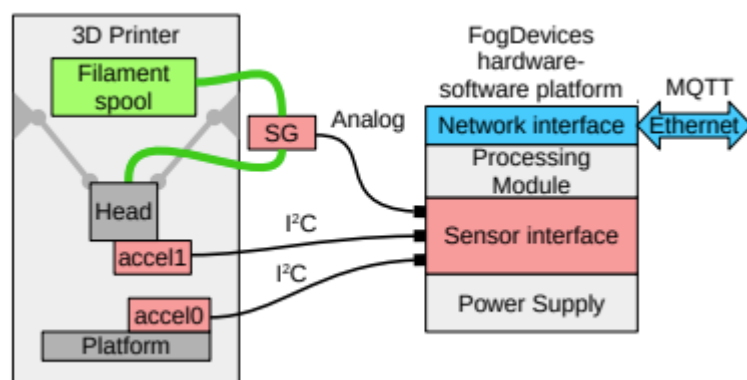 3D Printer
Filament
spool
SG
Head
accel1
accel0
Platform
Analog
I²C
I²C
FogDevices
hardware-
software platform
Network interface
Processing
Module
Sensor interface
Power Supply
MQTT
Ethernet